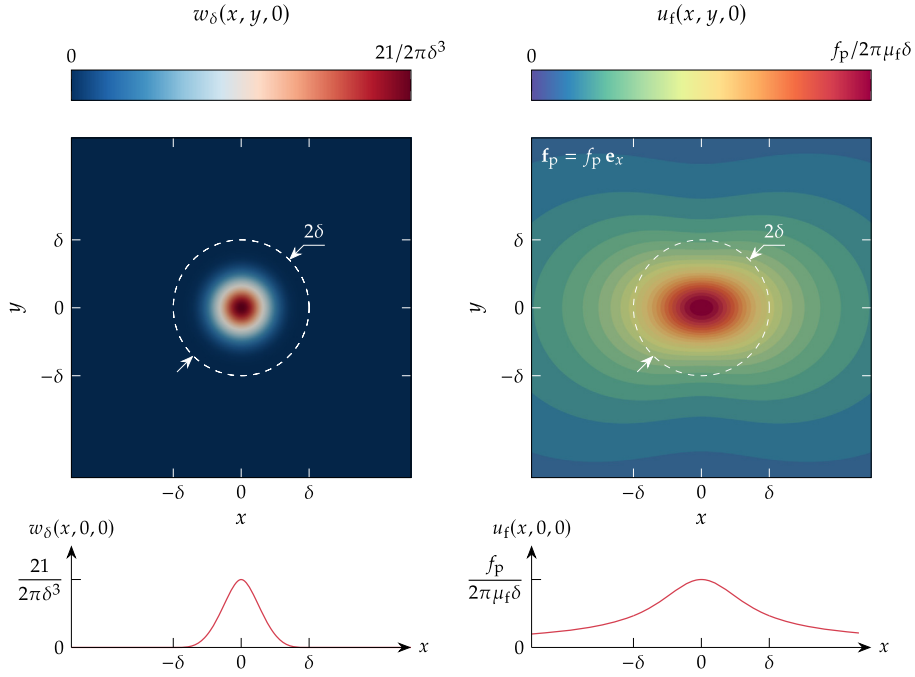 w_δ(x, y, 0)
0 21/2πδ³
δ
0
−δ
y
2δ
−δ 0 δ
x
w_δ(x, 0, 0)
21
2πδ³
0
−δ 0 δ
x
u_f(x, y, 0)
0 f_p/2πμ_fδ
𝐟_p = f_p 𝐞_x
δ
0
−δ
y
2δ
−δ 0 δ
x
u_f(x, 0, 0)
f_p
2πμ_fδ
0
−δ 0 δ
x